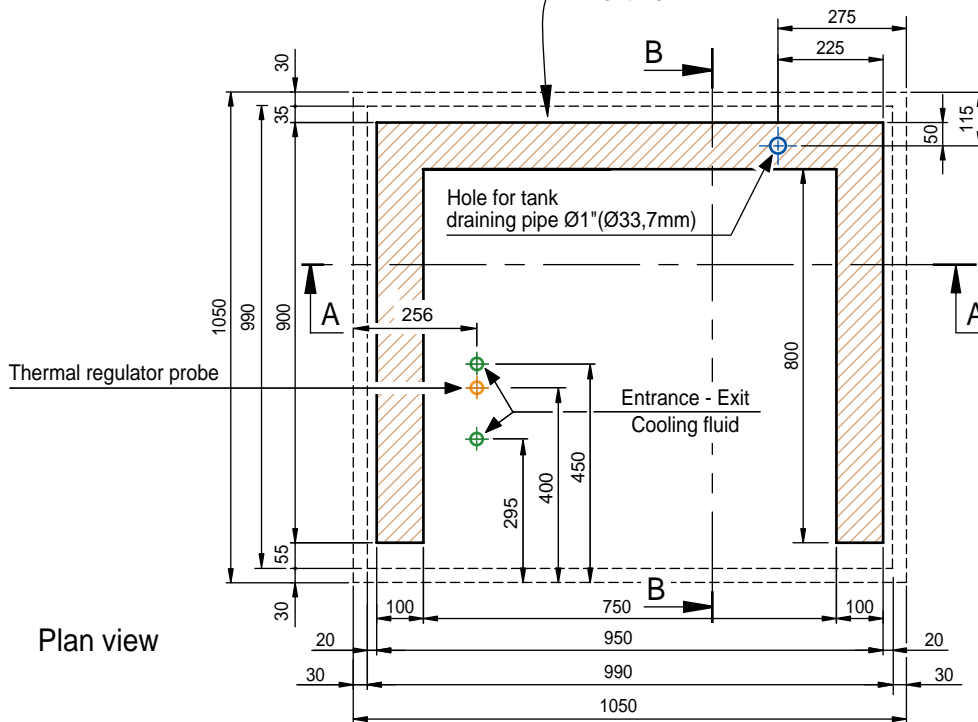 275
B
225
30
35
50
115
Hole for tank
draining pipe Ø1"(Ø33,7mm)
A
A
256
1050
990
900
800
Thermal regulator probe
Entrance - Exit
Cooling fluid
450
400
295
55
30
B
100
750
100
Plan view
20
950
20
30
990
30
1050